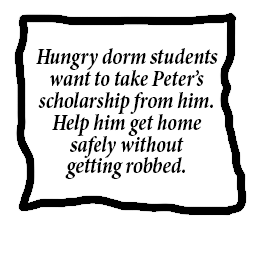 Hungry dorm students
want to take Peter's
scholarship from him.
Help him get home
safely without
getting robbed.